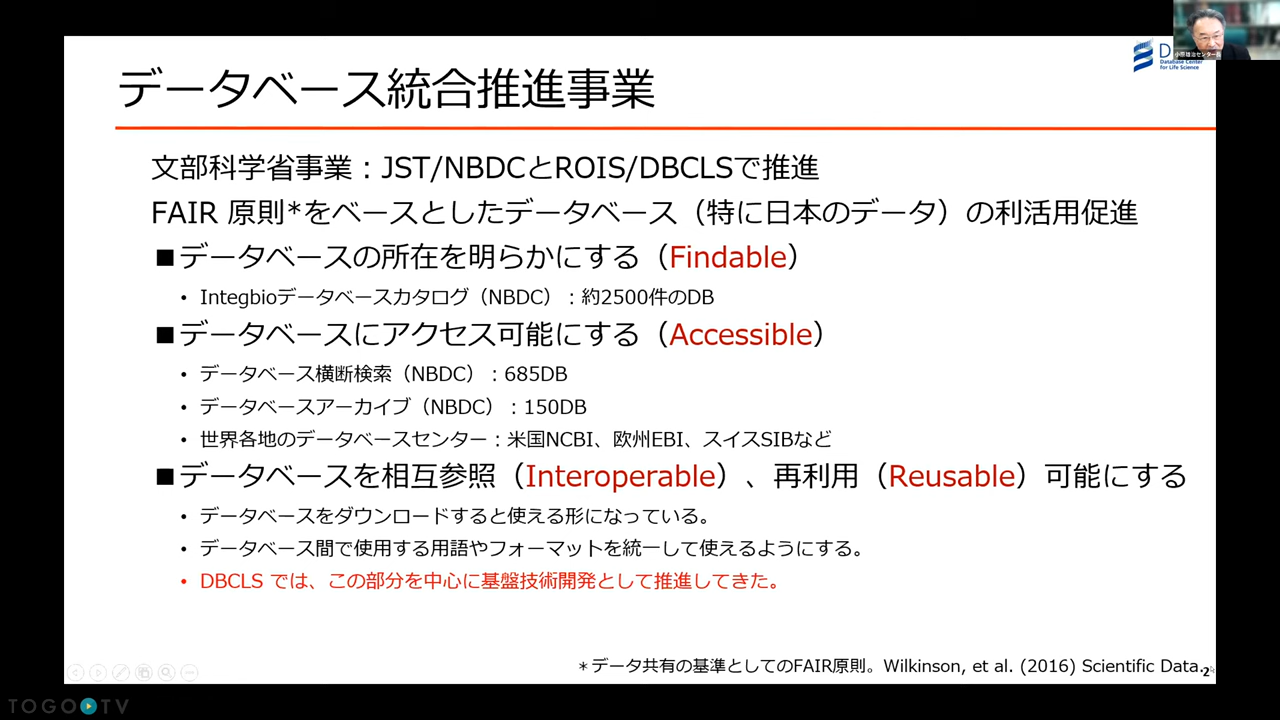 データベース統合推進事業
Database Center
for Life Science
文部科学省事業：JST/NBDCとROIS/DBCLSで推進
FAIR 原則*をベースとしたデータベース（特に日本のデータ）の利活用促進
■データベースの所在を明らかにする（Findable）
• Integbioデータベースカタログ（NBDC）：約2500件のDB
■データベースにアクセス可能にする（Accessible）
• データベース横断検索（NBDC）：685DB
• データベースアーカイブ（NBDC）：150DB
• 世界各地のデータベースセンター：米国NCBI、欧州EBI、スイスSIBなど
■データベースを相互参照（Interoperable）、再利用（Reusable）可能にする
• データベースをダウンロードすると使える形になっている。
• データベース間で使用する用語やフォーマットを統一して使えるようにする。
• DBCLS では、この部分を中心に基盤技術開発として推進してきた。
＊データ共有の基準としてのFAIR原則。Wilkinson, et al. (2016) Scientific Data.
2
TOGO TV